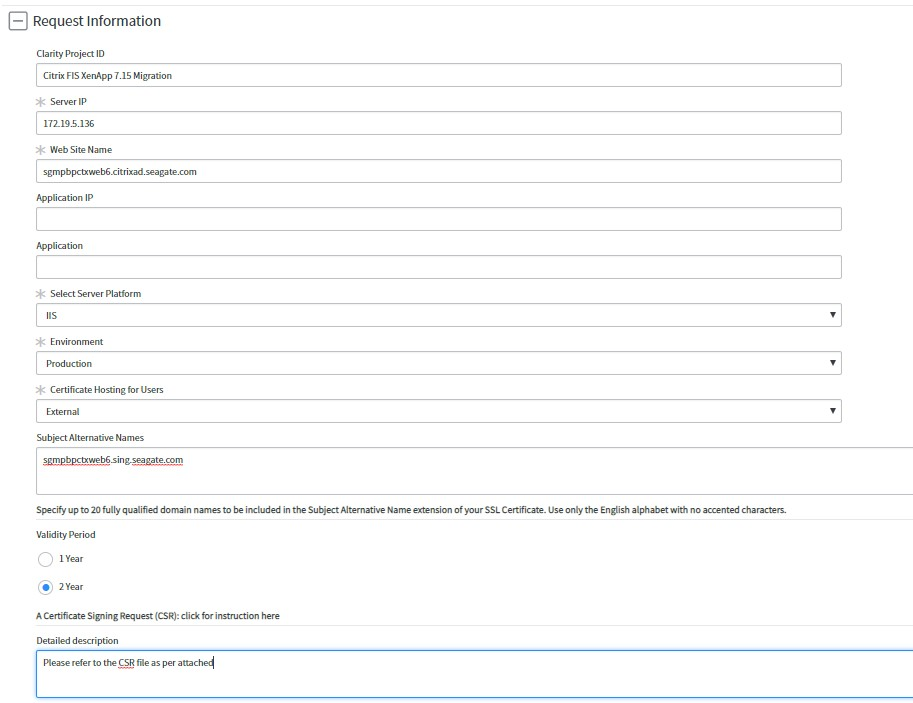 Request Information
Clarity Project ID
Citrix FIS XenApp 7.15 Migration
Server IP
172.19.5.136
Web Site Name
sgmpbpctxweb6.citrixad.seagate.com
Application IP
Application
Select Server Platform
IIS
Environment
Production
Certificate Hosting for Users
External
Subject Alternative Names
sgmpbpctxweb6.sing.seagate.com
Specify up to 20 fully qualified domain names to be included in the Subject Alternative Name extension of your SSL Certificate. Use only the English alphabet with no accented characters.
Validity Period
1 Year
2 Year
A Certificate Signing Request (CSR): click for instruction here
Detailed description
Please refer to the CSR file as per attached